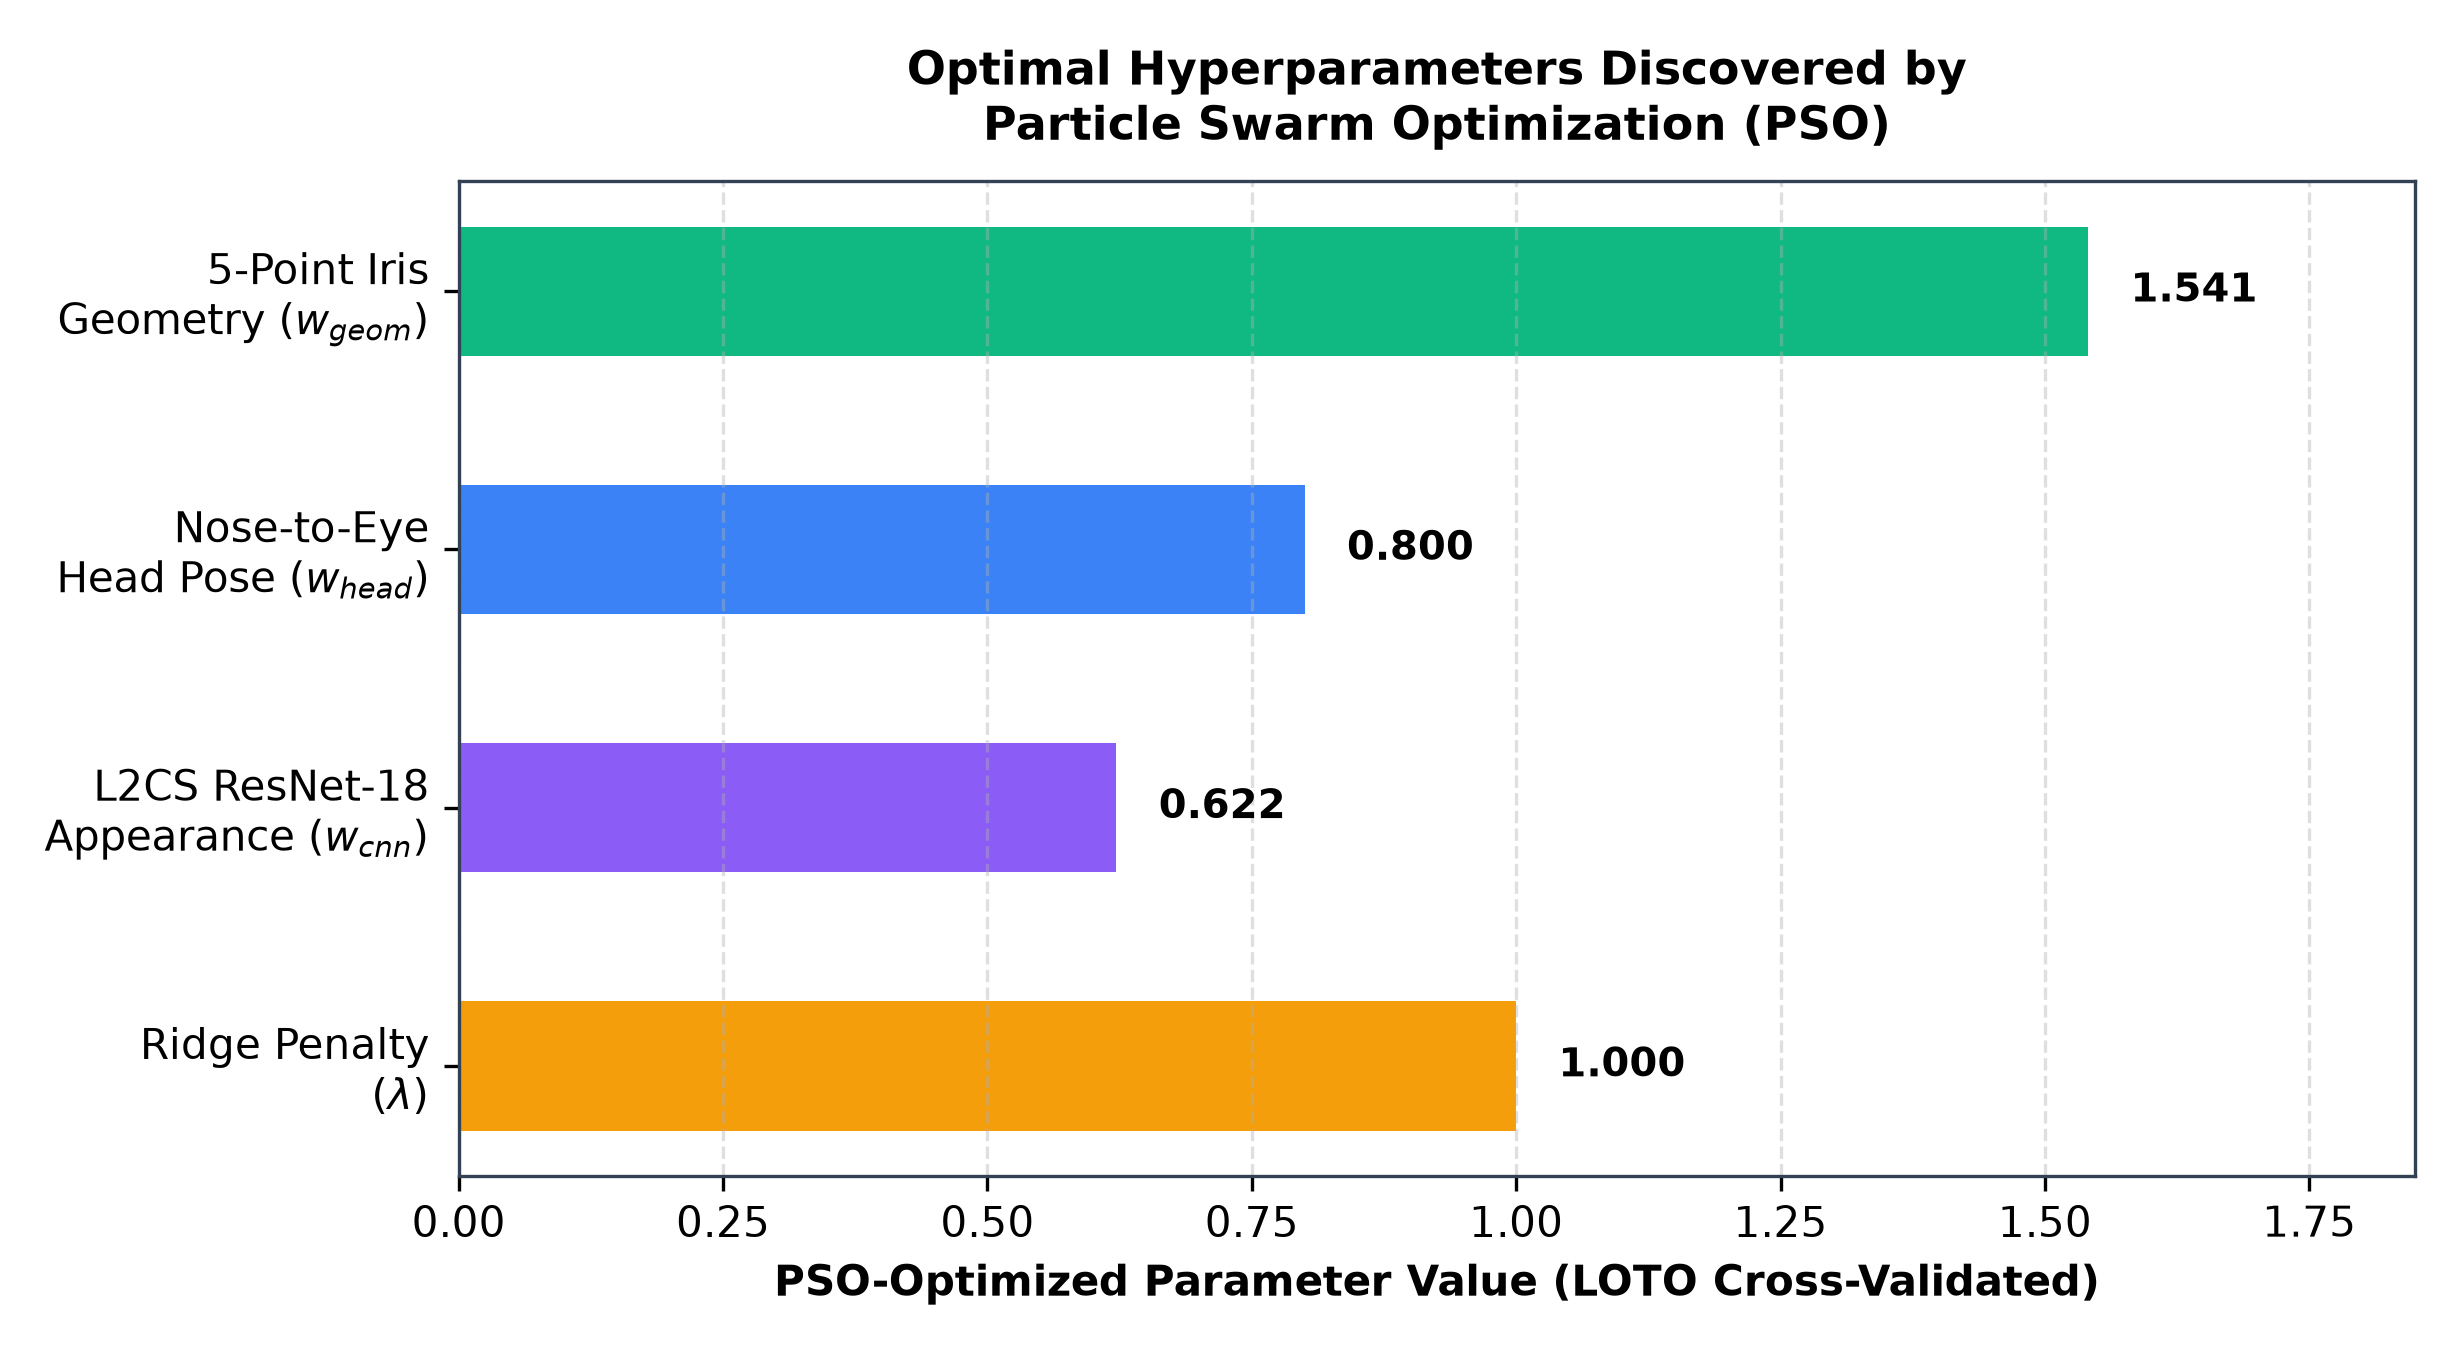 Optimal Hyperparameters Discovered by
Particle Swarm Optimization (PSO)
5-Point Iris
Geometry (w_geom)
1.541
Nose-to-Eye
Head Pose (w_head)
0.800
L2CS ResNet-18
Appearance (w_cnn)
0.622
Ridge Penalty
(λ)
1.000
0.00 0.25 0.50 0.75 1.00 1.25 1.50 1.75
PSO-Optimized Parameter Value (LOTO Cross-Validated)